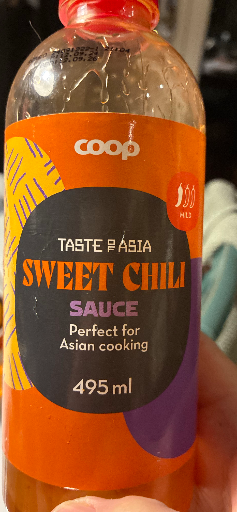 coop
MILD
TASTE OF ASIA
SWEET CHILI
SAUCE
Perfect for
Asian cooking
495 ml